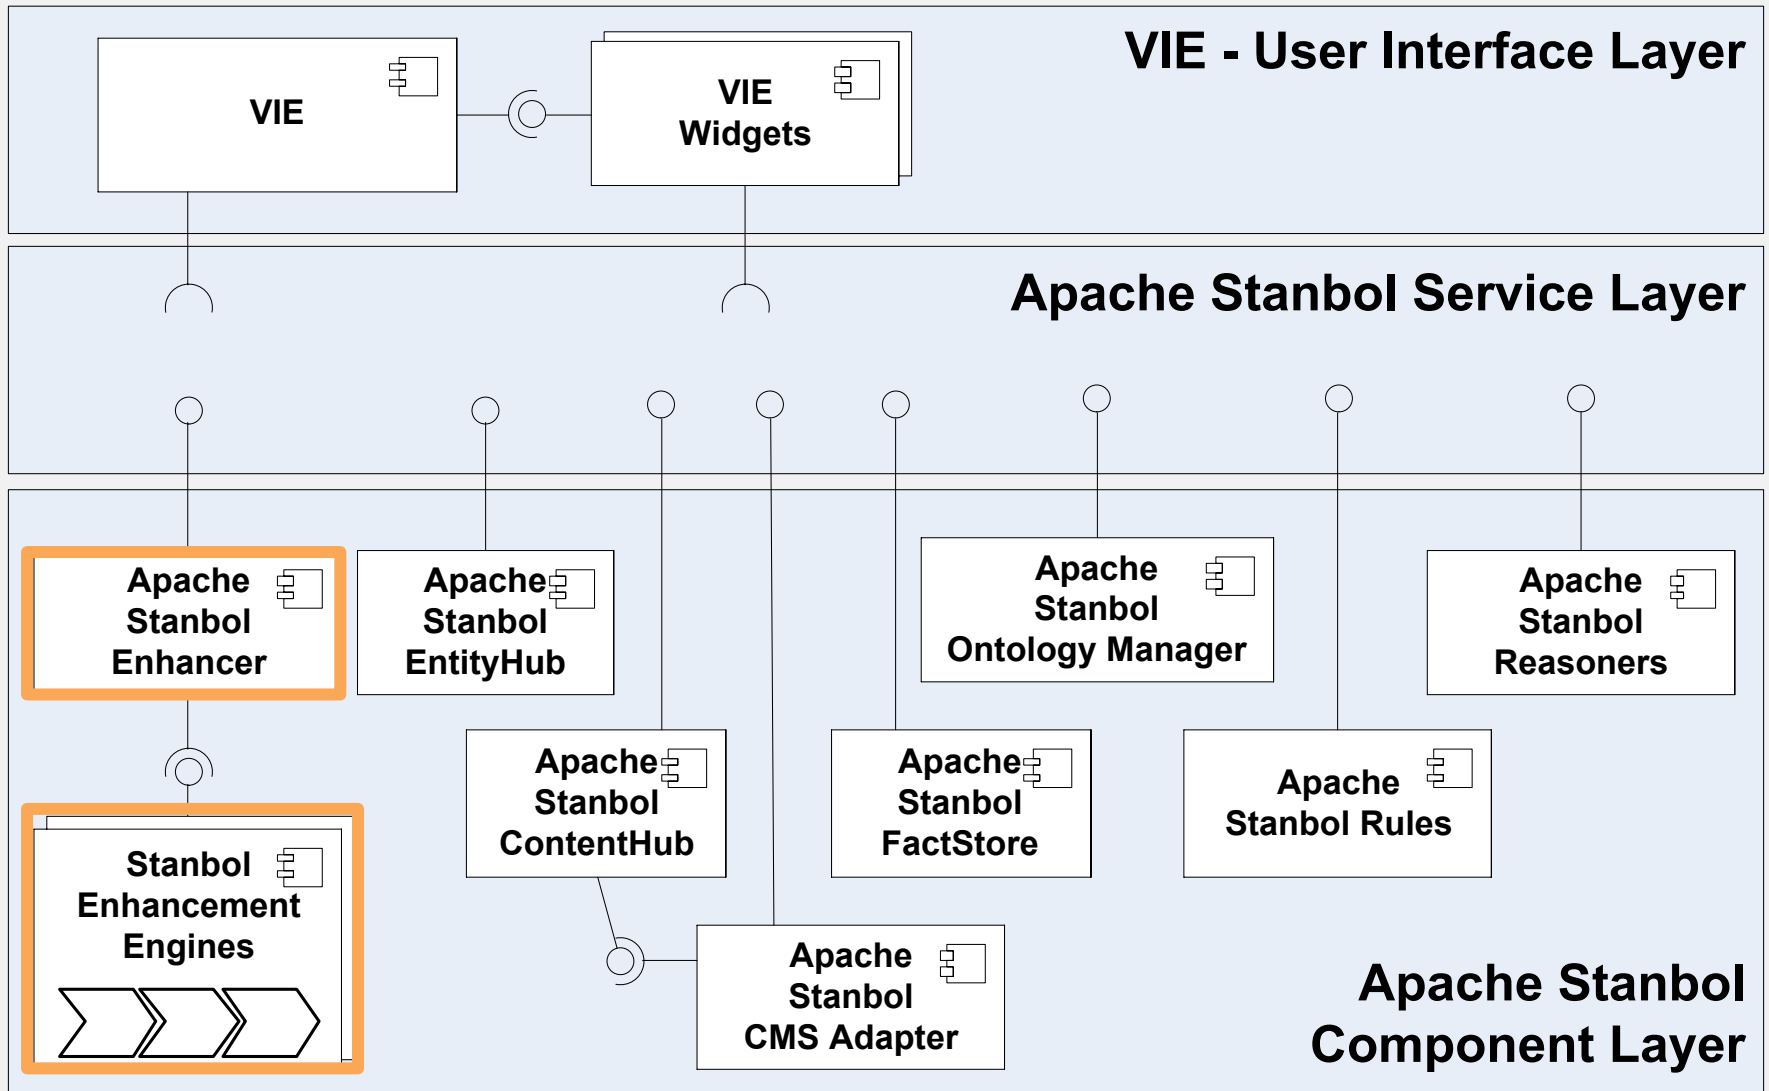 VIE - User Interface Layer
VIE
VIE
Widgets
Apache Stanbol Service Layer
Apache
Stanbol
Enhancer
Apache
Stanbol
EntityHub
Apache
Stanbol
Ontology Manager
Apache
Stanbol
Reasoners
Apache
Stanbol
ContentHub
Apache
Stanbol
FactStore
Apache
Stanbol Rules
Stanbol
Enhancement
Engines
Apache
Stanbol
CMS Adapter
Apache Stanbol
Component Layer